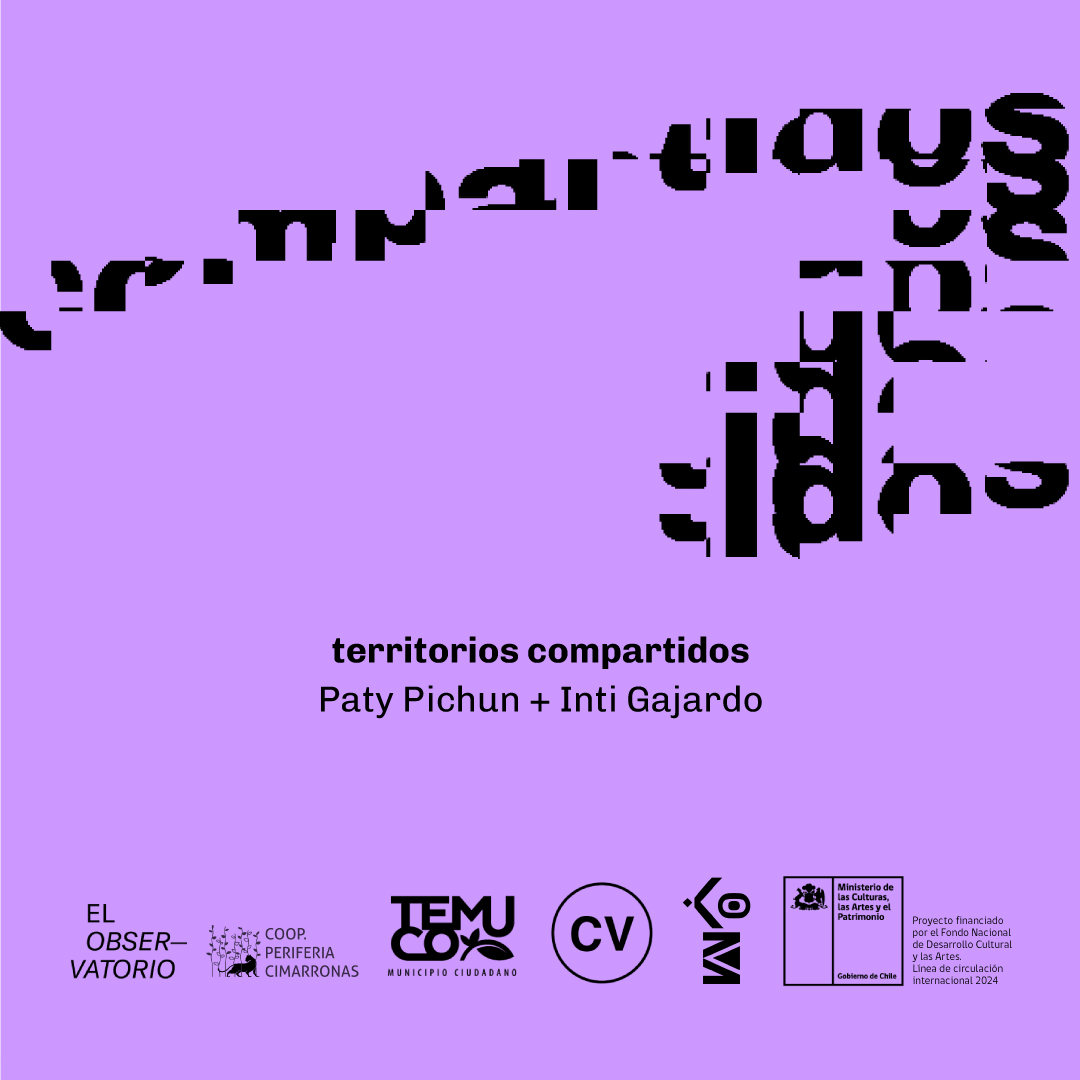 territorios compartidos
Paty Pichun + Inti Gajardo
EL
OBSER—
VATORIO
COOP.
PERIFERIA
CIMARRONAS
TEMU
CO
MUNICIPIO CIUDADANO
CV
Ministerio de
las Culturas,
las Artes y el
Patrimonio
Gobierno de Chile
Proyecto financiado
por el Fondo Nacional
de Desarrollo Cultural
y las Artes.
Línea de circulación
internacional 2024